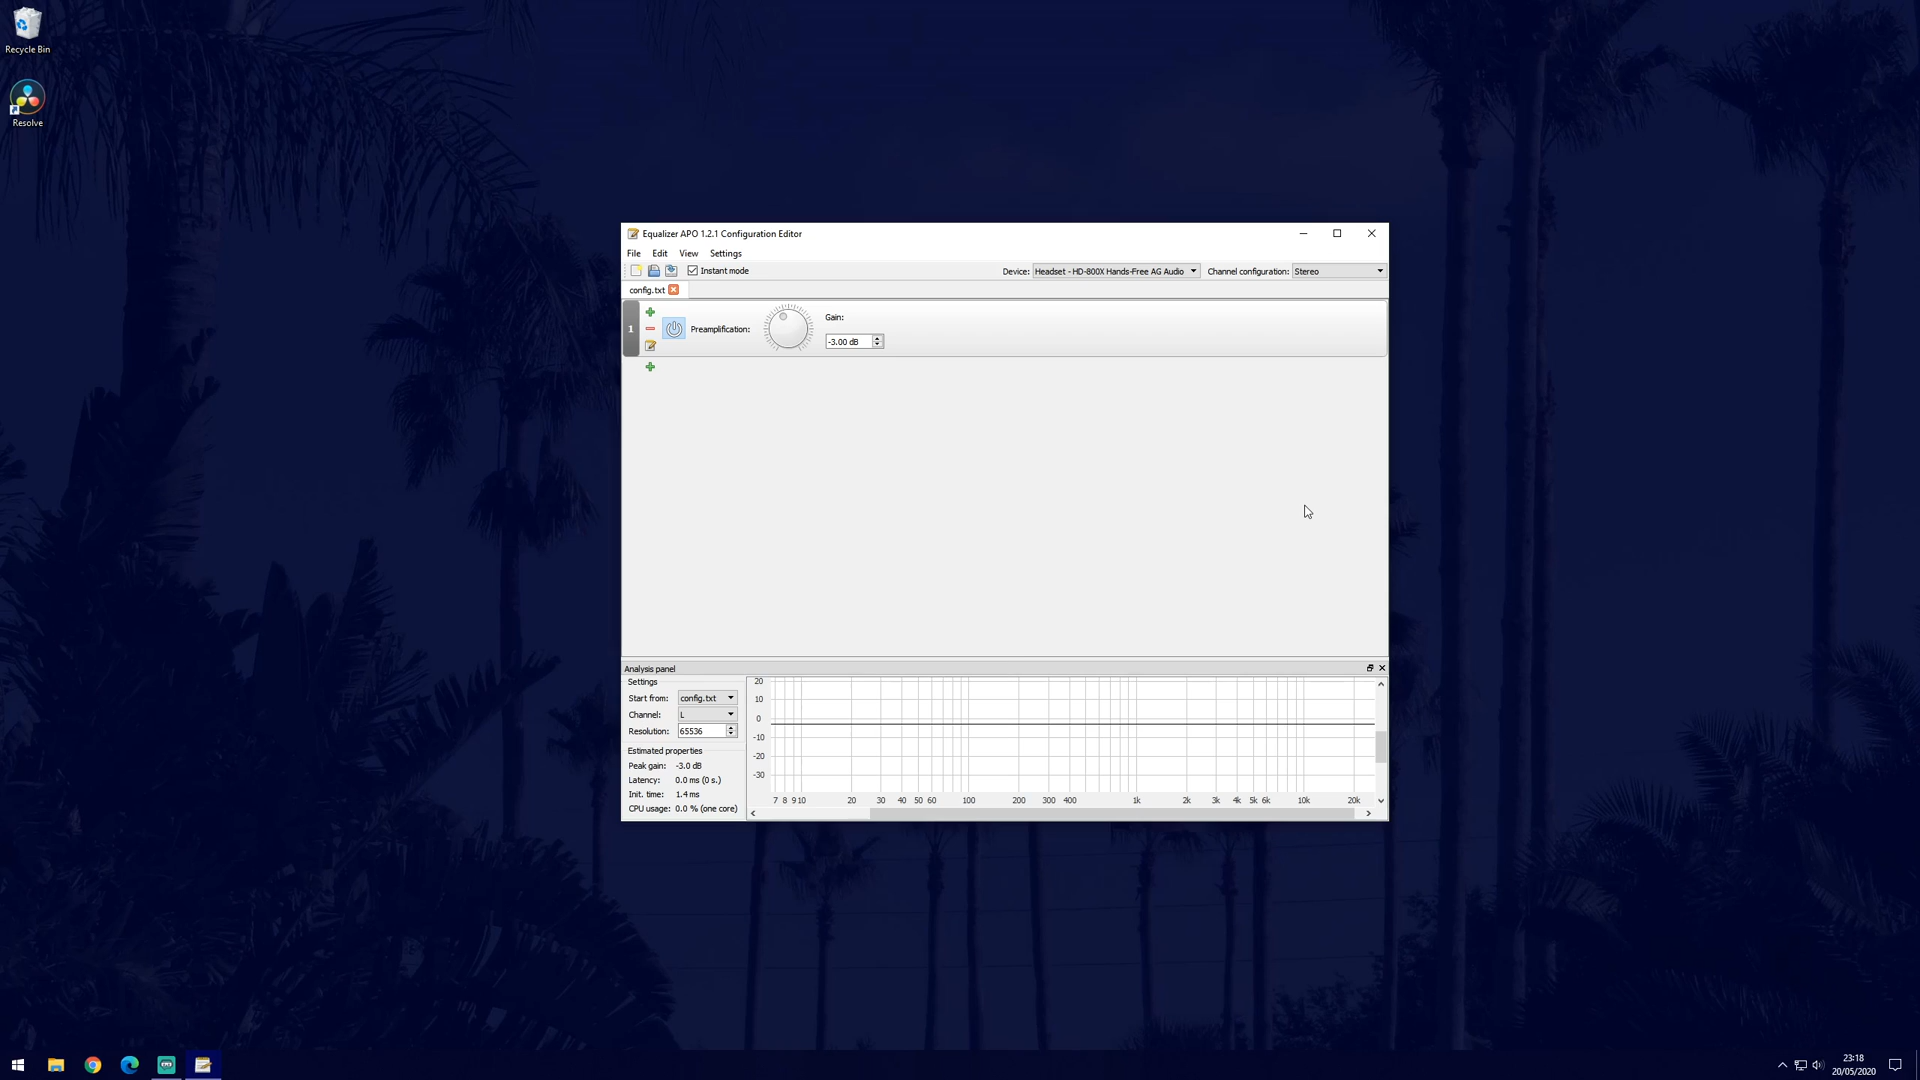 Recycle Bin
Resolve
Equalizer APO 1.2.1 Configuration Editor
File Edit View Settings
Instant mode Device: Headset - HD-800X Hands-Free AG Audio Channel configuration: Stereo
config.txt
1 Preamplification: Gain:
-3.00 dB
Analysis panel
Settings
Start from: config.txt
Channel: L
Resolution: 65536
Estimated properties
Peak gain: -3.0 dB
Latency: 0.0 ms (0 s.)
Init. time: 1.4 ms
CPU usage: 0.0 % (one core)
20
10
0
-10
-20
-30
7 8 9 10 20 30 40 50 60 100 200 300 400 1k 2k 3k 4k 5k 6k 10k 20k
23:18
20/05/2020